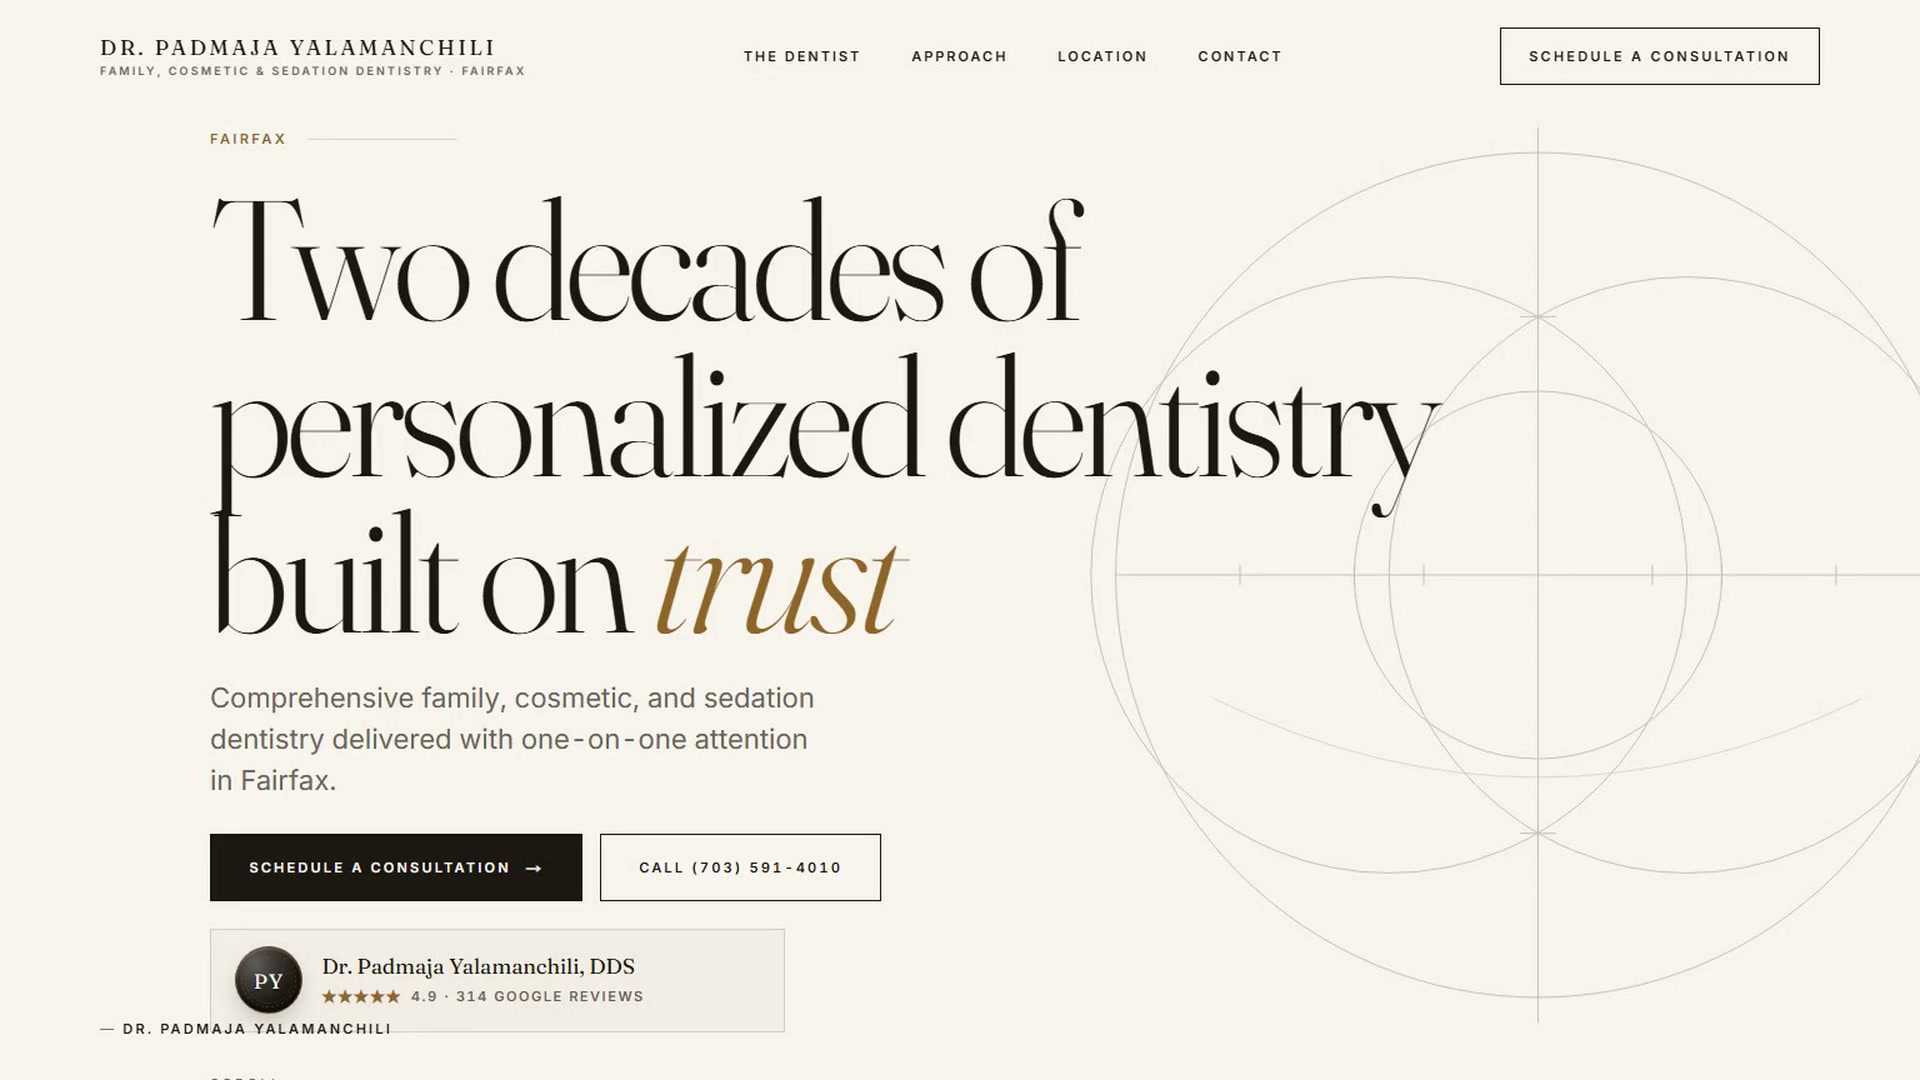 DR. PADMAJA YALAMANCHILI
FAMILY, COSMETIC & SEDATION DENTISTRY · FAIRFAX
THE DENTIST
APPROACH
LOCATION
CONTACT
SCHEDULE A CONSULTATION
FAIRFAX
Two decades of
personalized dentistry
built on trust
Comprehensive family, cosmetic, and sedation
dentistry delivered with one-on-one attention
in Fairfax.
SCHEDULE A CONSULTATION →
CALL (703) 591-4010
PY
Dr. Padmaja Yalamanchili, DDS
★★★★★ 4.9 · 314 GOOGLE REVIEWS
— DR. PADMAJA YALAMANCHILI